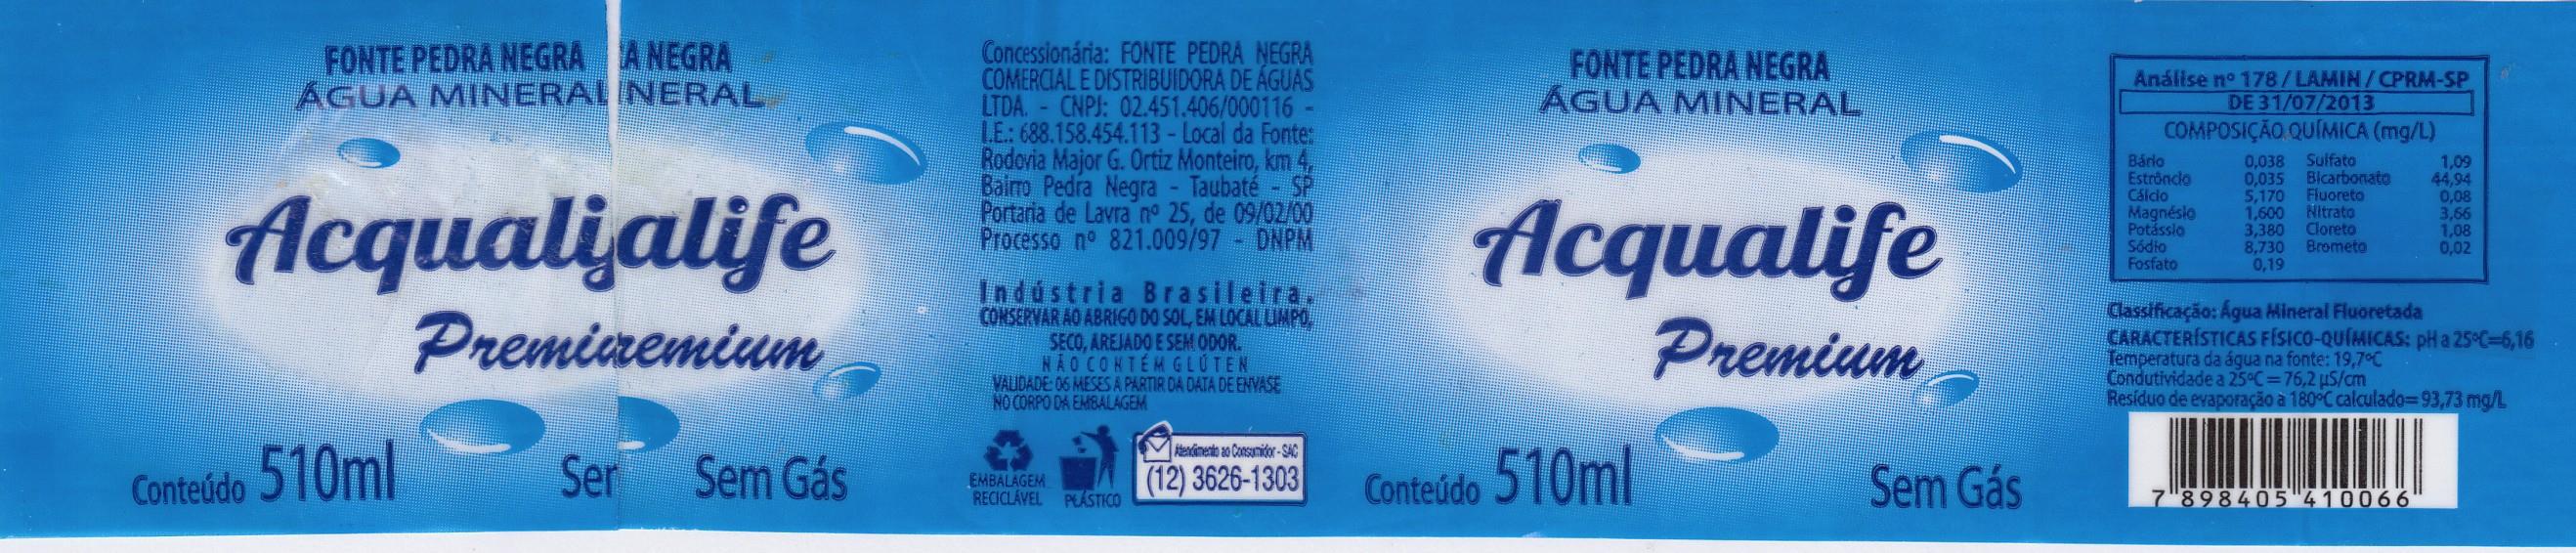 FONTE PEDRA NEGRA
A NEGRA
ÁGUA MINERAL
NERAL
Acquali
alife
Premiu
remium
Conteúdo 510ml
Sem Gás
Concessionária: FONTE PEDRA NEGRA
COMERCIAL E DISTRIBUIDORA DE ÁGUAS
LTDA. - CNPJ: 02.451.406/000116 -
I.E.: 688.158.454.113 - Local da Fonte:
Rodovia Major G. Ortiz Monteiro, km 4,
Bairro Pedra Negra - Taubaté - SP
Portaria de Lavra nº 25, de 09/02/00
Processo nº 821.009/97 - DNPM
Indústria Brasileira.
CONSERVAR AO ABRIGO DO SOL, EM LOCAL LIMPO,
SECO, AREJADO E SEM ODOR.
NÃO CONTÉM GLÚTEN
VALIDADE: 06 MESES A PARTIR DA DATA DE ENVASE
NO CORPO DA EMBALAGEM
EMBALAGEM
RECICLÁVEL
PLÁSTICO
Atendimento ao Consumidor - SAC
(12) 3626-1303
FONTE PEDRA NEGRA
ÁGUA MINERAL
Acqualife
Premium
Conteúdo 510ml
Sem Gás
Análise nº 178 / LAMIN / CPRM-SP
DE 31/07/2013
COMPOSIÇÃO QUÍMICA (mg/L)
Bário 0,038 Sulfato 1,09
Estrôncio 0,035 Bicarbonato 44,94
Cálcio 5,170 Fluoreto 0,08
Magnésio 1,600 Nitrato 3,66
Potássio 3,380 Cloreto 1,08
Sódio 8,730 Brometo 0,02
Fosfato 0,19
Classificação: Água Mineral Fluoretada
CARACTERÍSTICAS FÍSICO-QUÍMICAS: pH a 25ºC=6,16
Temperatura da água na fonte: 19,7ºC
Condutividade a 25ºC = 76,2 µS/cm
Resíduo de evaporação a 180ºC calculado= 93,73 mg/L
7 898405 410066